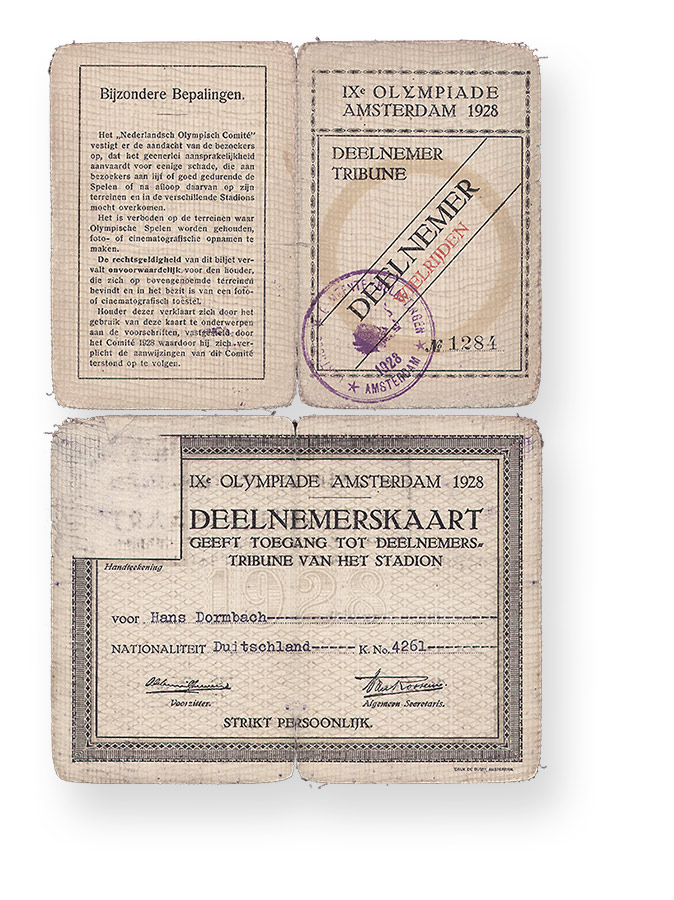 Bijzondere Bepalingen.
Het „Nederlandsch Olympisch Comité"
vestigt er de aandacht van de bezoekers
op, dat het geenerlei aansprakelijkheid
aanvaardt voor eenige schade, die aan
bezoekers aan lijf of goed gedurende de
Spelen of na afloop daarvan op zijn
terreinen en in de verschillende Stadions
mocht overkomen.
Het is verboden op de terreinen waar
Olympische Spelen worden gehouden,
foto- of cinematografische opnamen te
maken.
De rechtsgeldigheid van dit biljet ver-
valt onvoorwaardelijk voor den houder,
die zich op bovengenoemde terreinen
bevindt en in het bezit is van een foto-
of cinematografisch toestel.
Houder dezer verklaart zich door het
gebruik van deze kaart te onderwerpen
aan de voorschriften, vastgesteld door
het Comité 1928 waardoor hij zich ver-
plicht de aanwijzingen van dit Comité
terstond op te volgen.
IXe OLYMPIADE
AMSTERDAM 1928
DEELNEMER
TRIBUNE
DEELNEMER
WIELRIJDEN
1928
AMSTERDAM
№ 1284
IXe OLYMPIADE AMSTERDAM 1928
DEELNEMERSKAART
GEEFT TOEGANG TOT DEELNEMERS-
TRIBUNE VAN HET STADION
Handteekening
1928
VOOR Hans Dormbach
NATIONALITEIT Duitschland K. No. 4261
Voorzitter. Algemeen Secretaris.
STRIKT PERSOONLIJK.